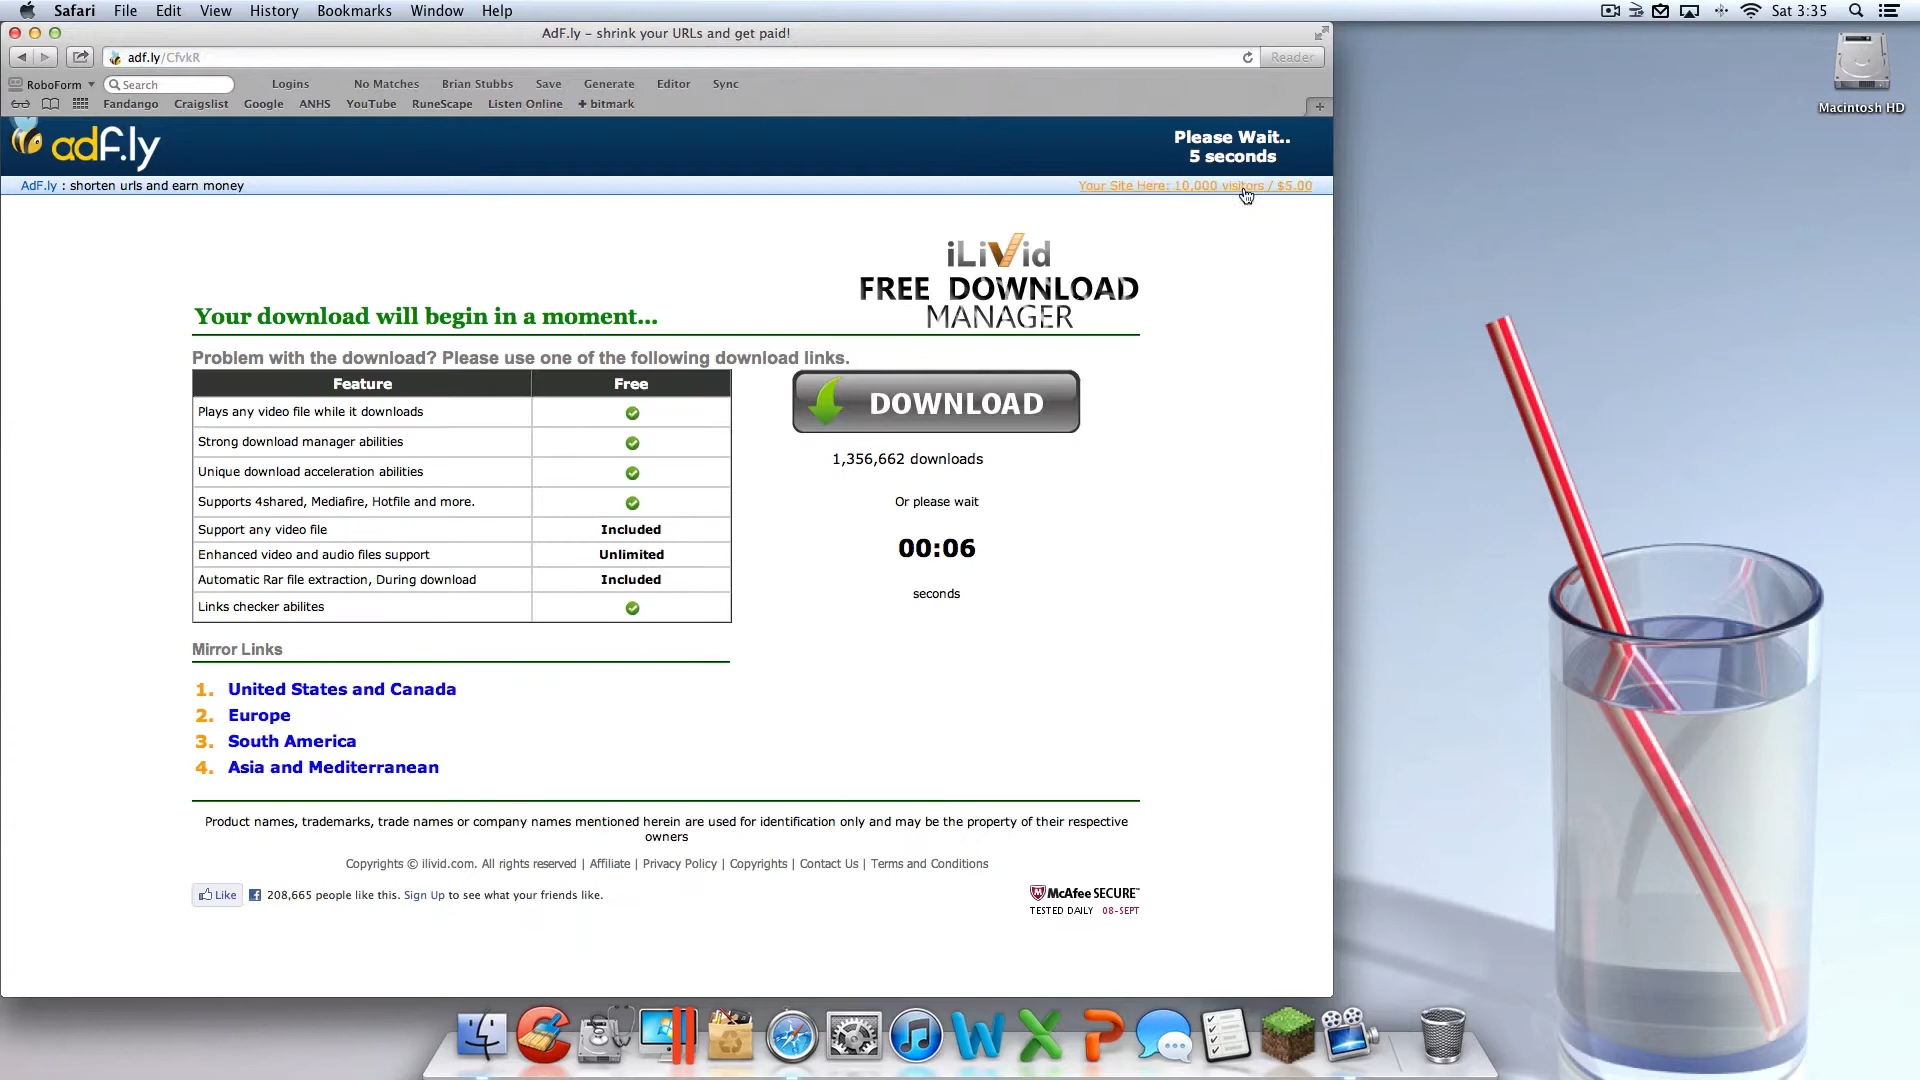 Safari File Edit View History Bookmarks Window Help Sat 3:35
AdF.ly – shrink your URLs and get paid!
adf.ly/CfvkR Reader
RoboForm Search Logins No Matches Brian Stubbs Save Generate Editor Sync
Fandango Craigslist Google ANHS YouTube RuneScape Listen Online + bitmark
Macintosh HD
adf.ly
Please Wait..
5 seconds
AdF.ly : shorten urls and earn money
Your Site Here: 10,000 visitors / $5.00
iLiVid
FREE DOWNLOAD
MANAGER
Your download will begin in a moment...
Problem with the download? Please use one of the following download links.
Feature Free
Plays any video file while it downloads
Strong download manager abilities
Unique download acceleration abilities
Supports 4shared, Mediafire, Hotfile and more.
Support any video file Included
Enhanced video and audio files support Unlimited
Automatic Rar file extraction, During download Included
Links checker abilites
DOWNLOAD
1,356,662 downloads
Or please wait
00:06
seconds
Mirror Links
1. United States and Canada
2. Europe
3. South America
4. Asia and Mediterranean
Product names, trademarks, trade names or company names mentioned herein are used for identification only and may be the property of their respective
owners
Copyrights © ilivid.com. All rights reserved | Affiliate | Privacy Policy | Copyrights | Contact Us | Terms and Conditions
Like 208,665 people like this. Sign Up to see what your friends like.
McAfee SECURE™
TESTED DAILY 08-SEPT